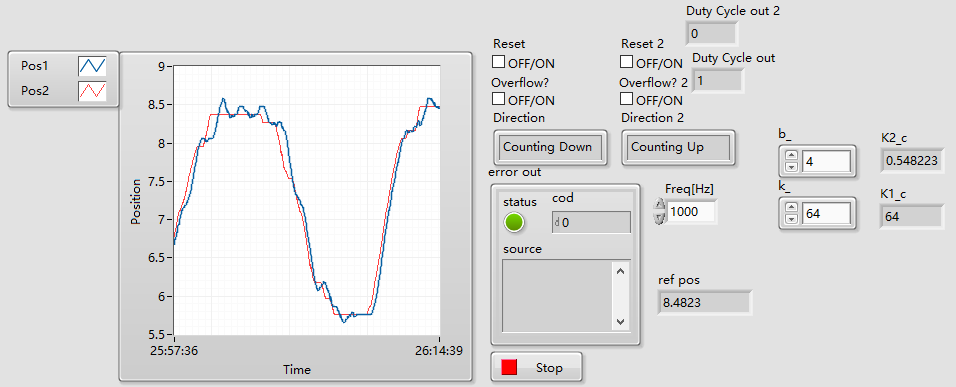 Pos1
Pos2
9
8.5
8
7.5
7
6.5
6
5.5
Position
25:57:36
26:14:39
Time
Reset
OFF/ON
Overflow?
OFF/ON
Direction
Counting Down
Reset 2
OFF/ON
Overflow? 2
OFF/ON
Direction 2
Counting Up
Duty Cycle out 2
0
Duty Cycle out
1
error out
status
cod
d 0
source
Freq[Hz]
1000
ref pos
8.4823
b_
4
k_
64
K2_c
0.548223
K1_c
64
Stop